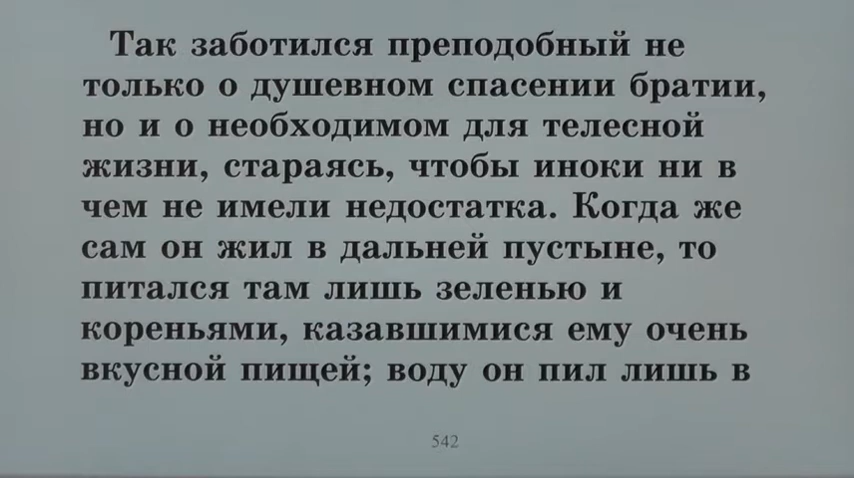 Так заботился преподобный не
только о душевном спасении братии,
но и о необходимом для телесной
жизни, стараясь, чтобы иноки ни в
чем не имели недостатка. Когда же
сам он жил в дальней пустыне, то
питался там лишь зеленью и
кореньями, казавшимися ему очень
вкусной пищей; воду он пил лишь в
542